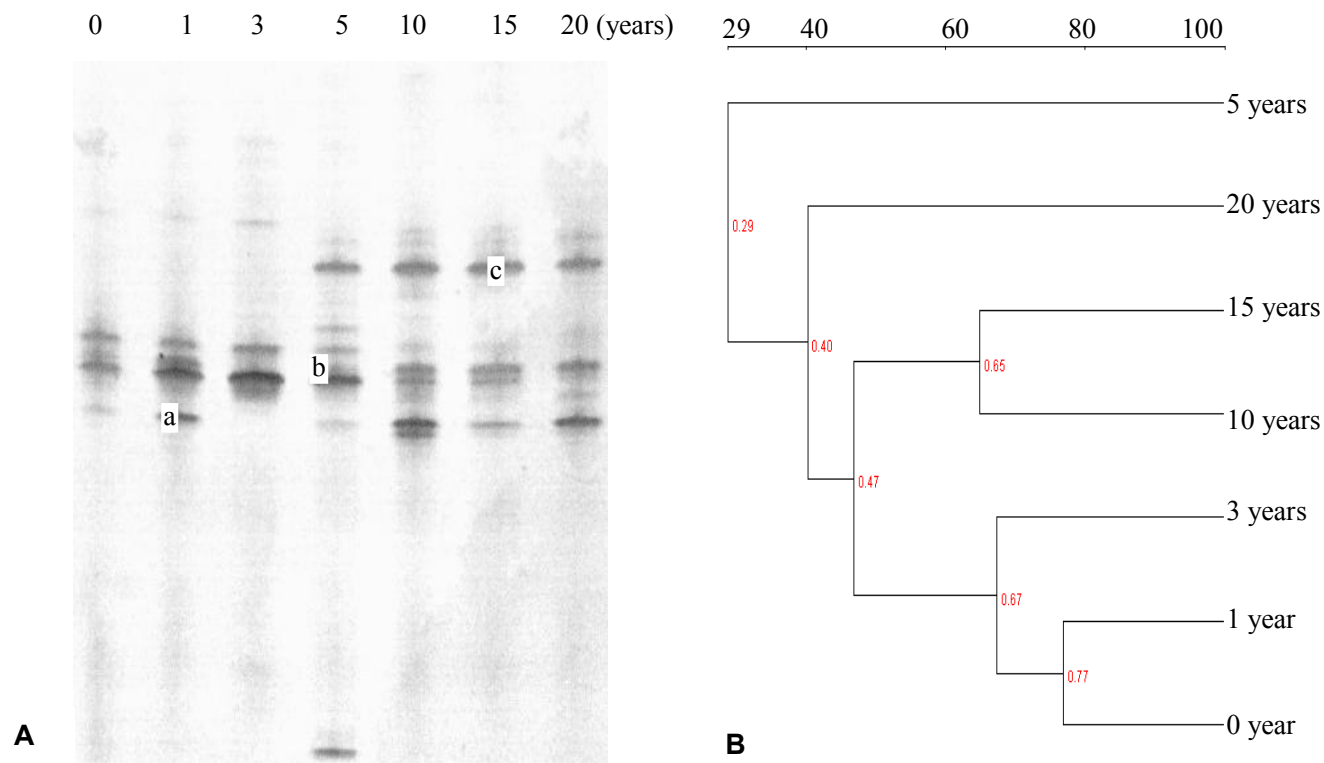 0 1 3 5 10 15 20 (years)
c
b
a
A
29 40 60 80 100
5 years
0.29
20 years
0.40
15 years
0.65
10 years
0.47
3 years
0.67
1 year
0.77
0 year
B